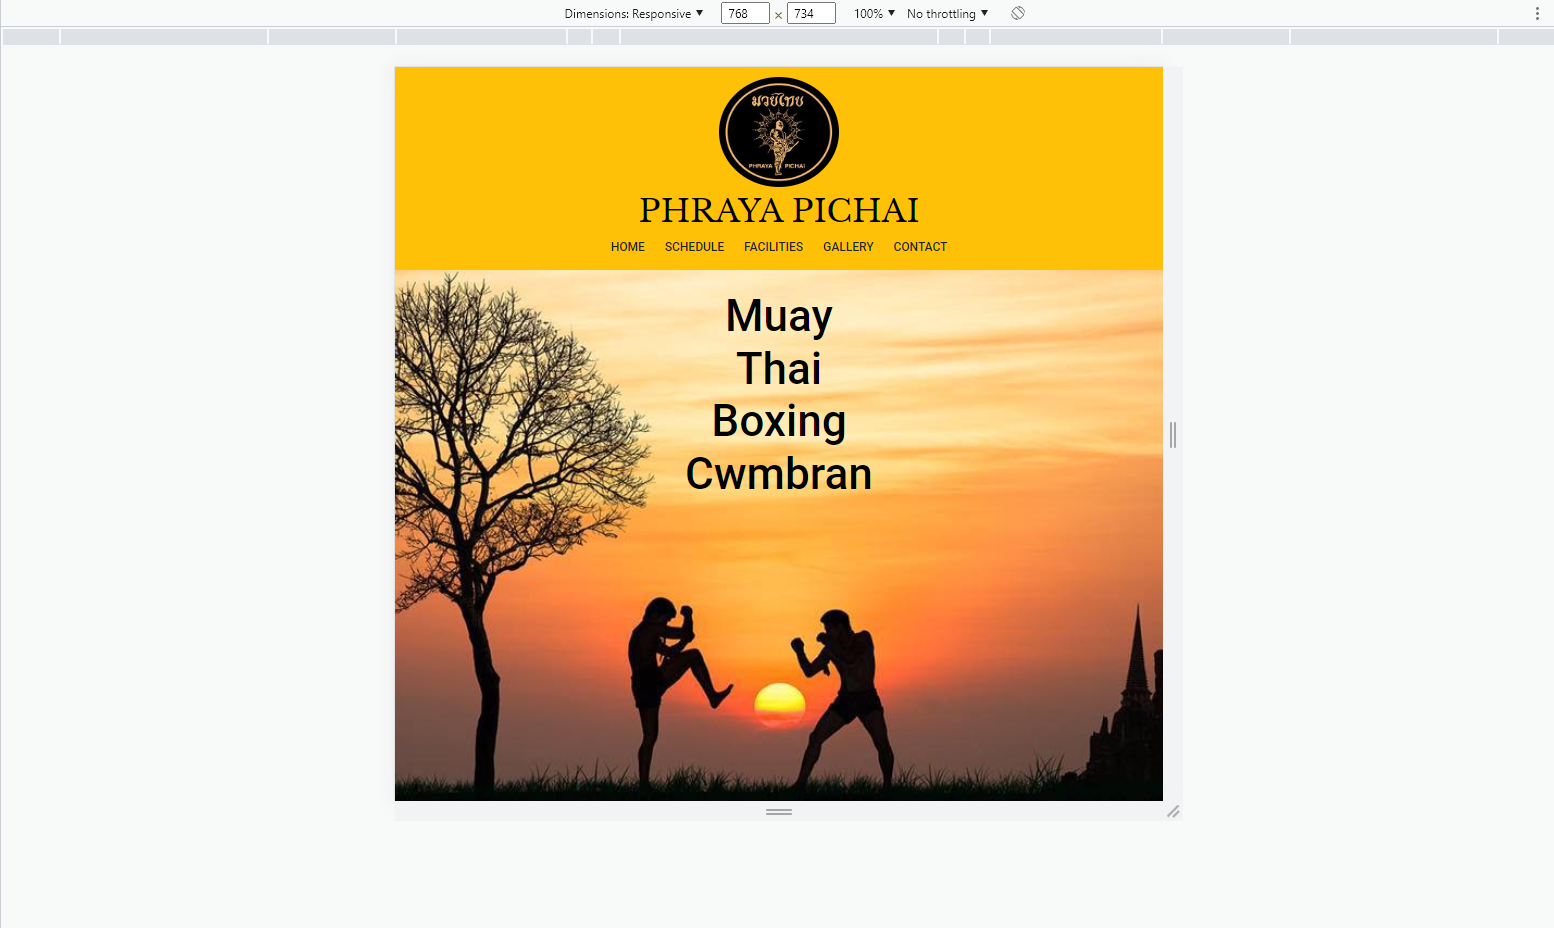 Dimensions: Responsive ▼ 768 × 734 100% ▼ No throttling ▼
มวยไทย
PHRAYA PICHAI
PHRAYA PICHAI
HOME SCHEDULE FACILITIES GALLERY CONTACT
Muay
Thai
Boxing
Cwmbran